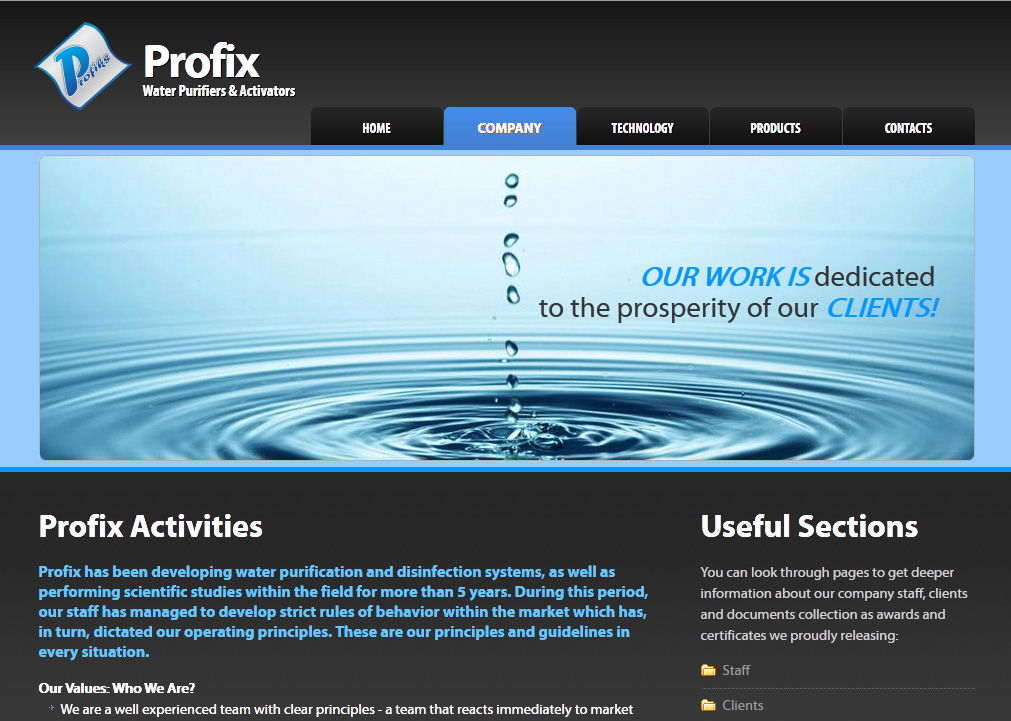 Profiks
Profix
Water Purifiers & Activators
HOME
COMPANY
TECHNOLOGY
PRODUCTS
CONTACTS
OUR WORK IS dedicated
to the prosperity of our CLIENTS!
Profix Activities
Profix has been developing water purification and disinfection systems, as well as
performing scientific studies within the field for more than 5 years. During this period,
our staff has managed to develop strict rules of behavior within the market which has,
in turn, dictated our operating principles. These are our principles and guidelines in
every situation.
Our Values: Who We Are?
We are a well experienced team with clear principles - a team that reacts immediately to market
Useful Sections
You can look through pages to get deeper
information about our company staff, clients
and documents collection as awards and
certificates we proudly releasing:
Staff
Clients